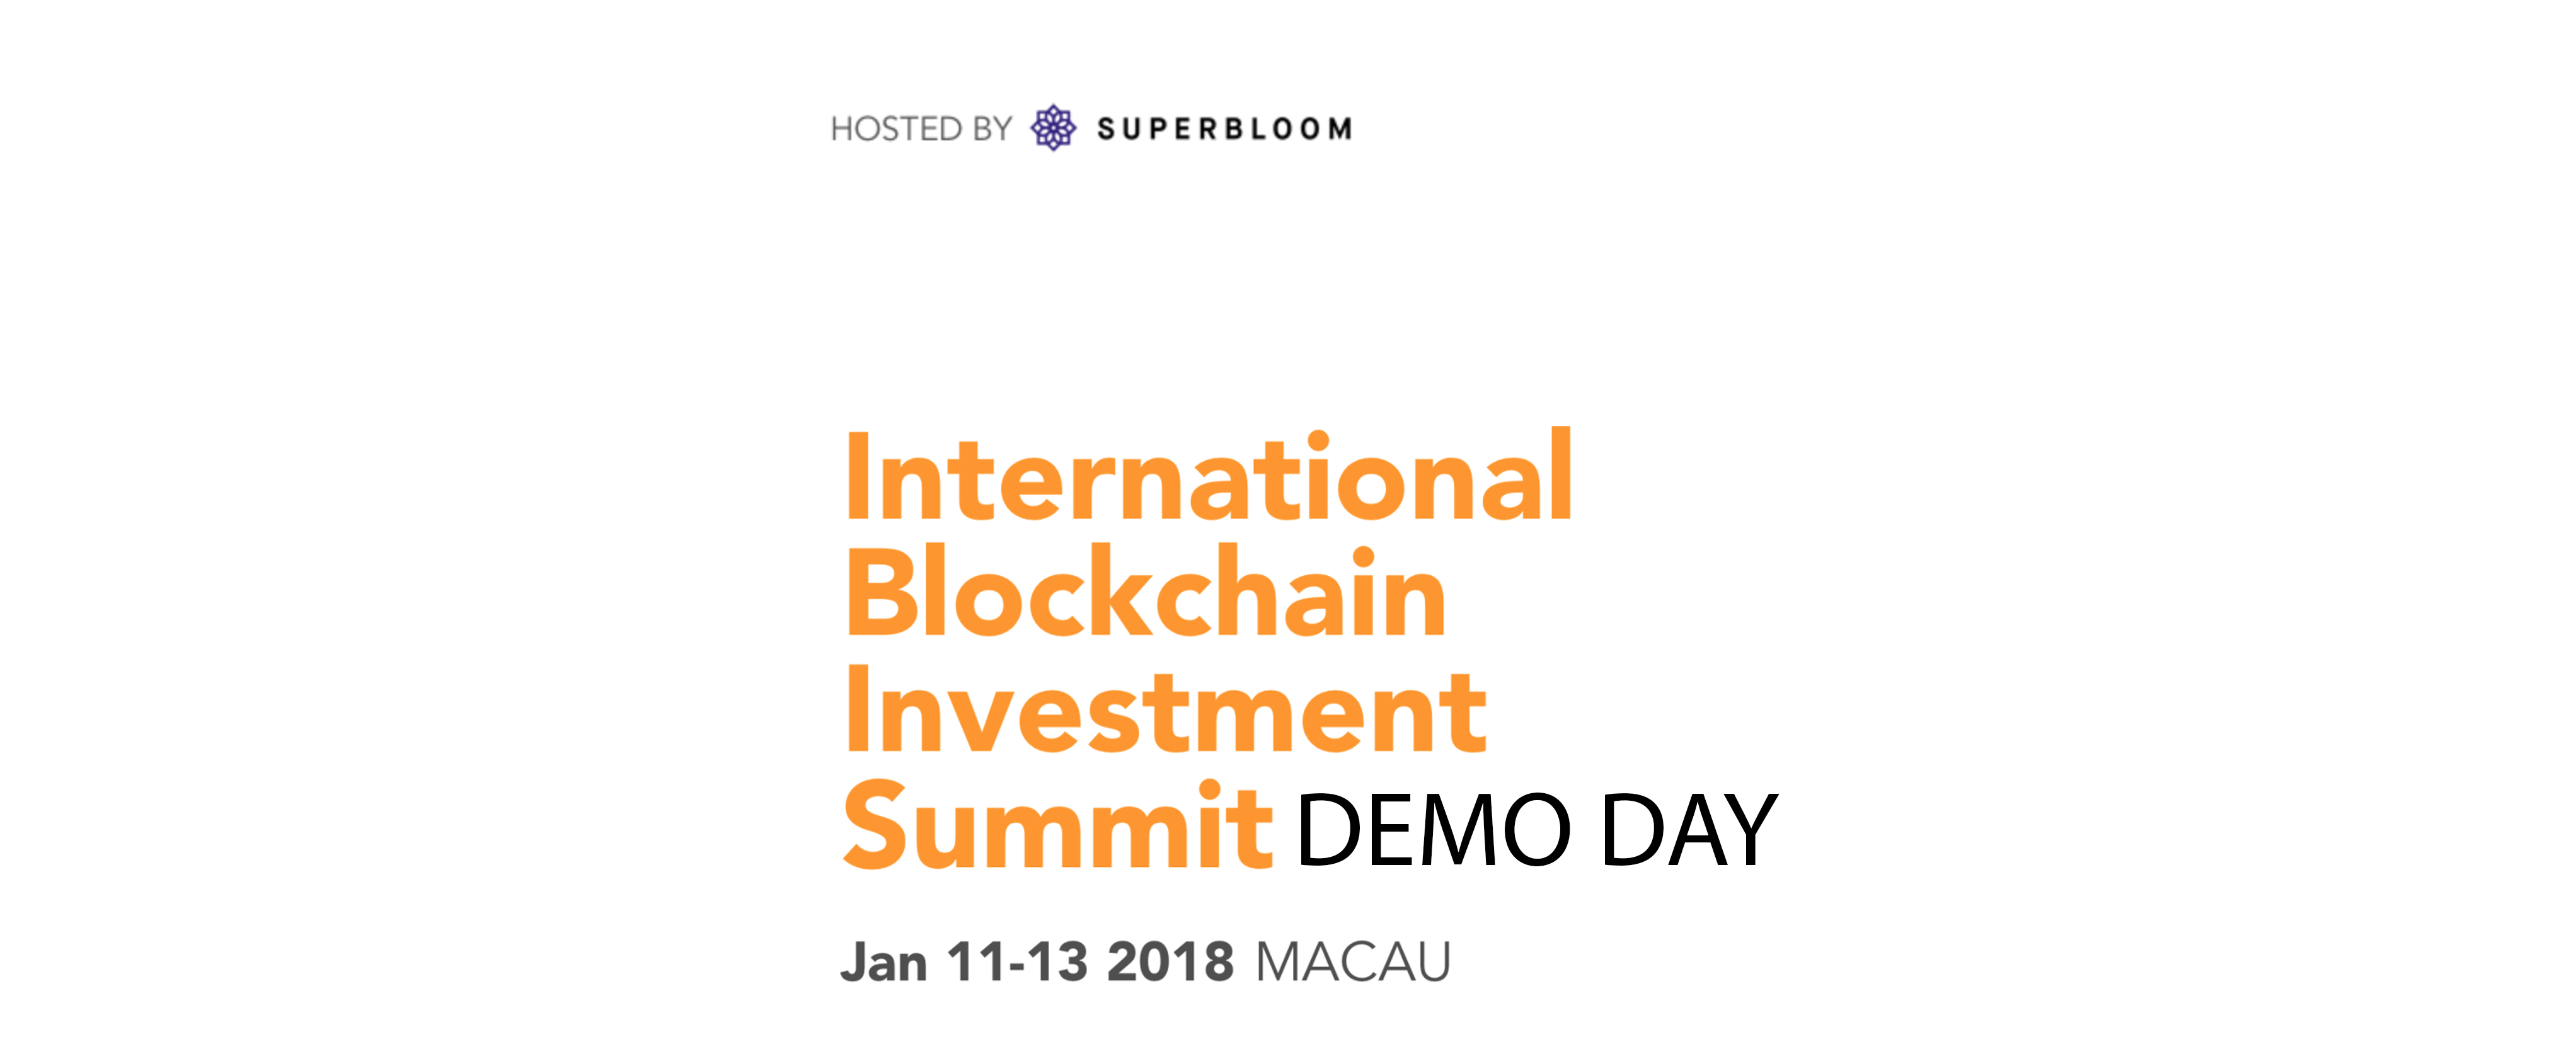 HOSTED BY SUPERBLOOM
International
Blockchain
Investment
Summit DEMO DAY
Jan 11-13 2018 MACAU